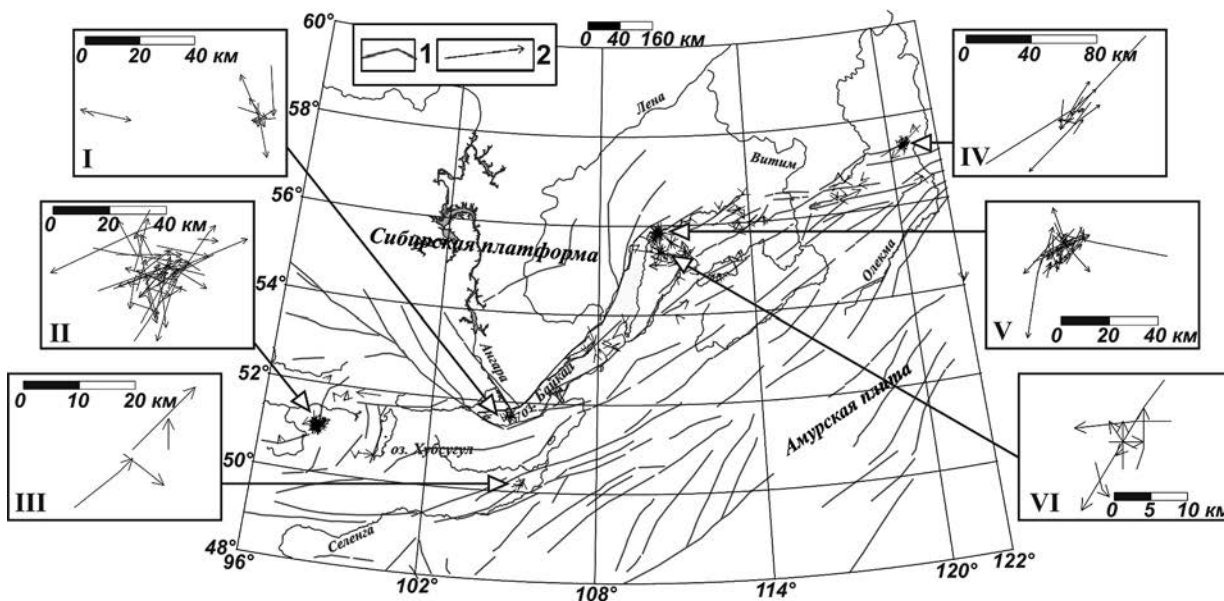 0 20 40 км
I
0 20 40 км
II
0 10 20 км
III
1 2
0 40 160 км
0 40 80 км
IV
V
0 20 40 км
VI
0 5 10 км
60°
58°
56°
54°
52°
50°
48°
96°
102°
108°
114°
120°
122°
Лена
Витим
Сибирская платформа
Олекма
Ангара
оз. Байкал
Амурская плита
оз. Хубсугул
Селенга